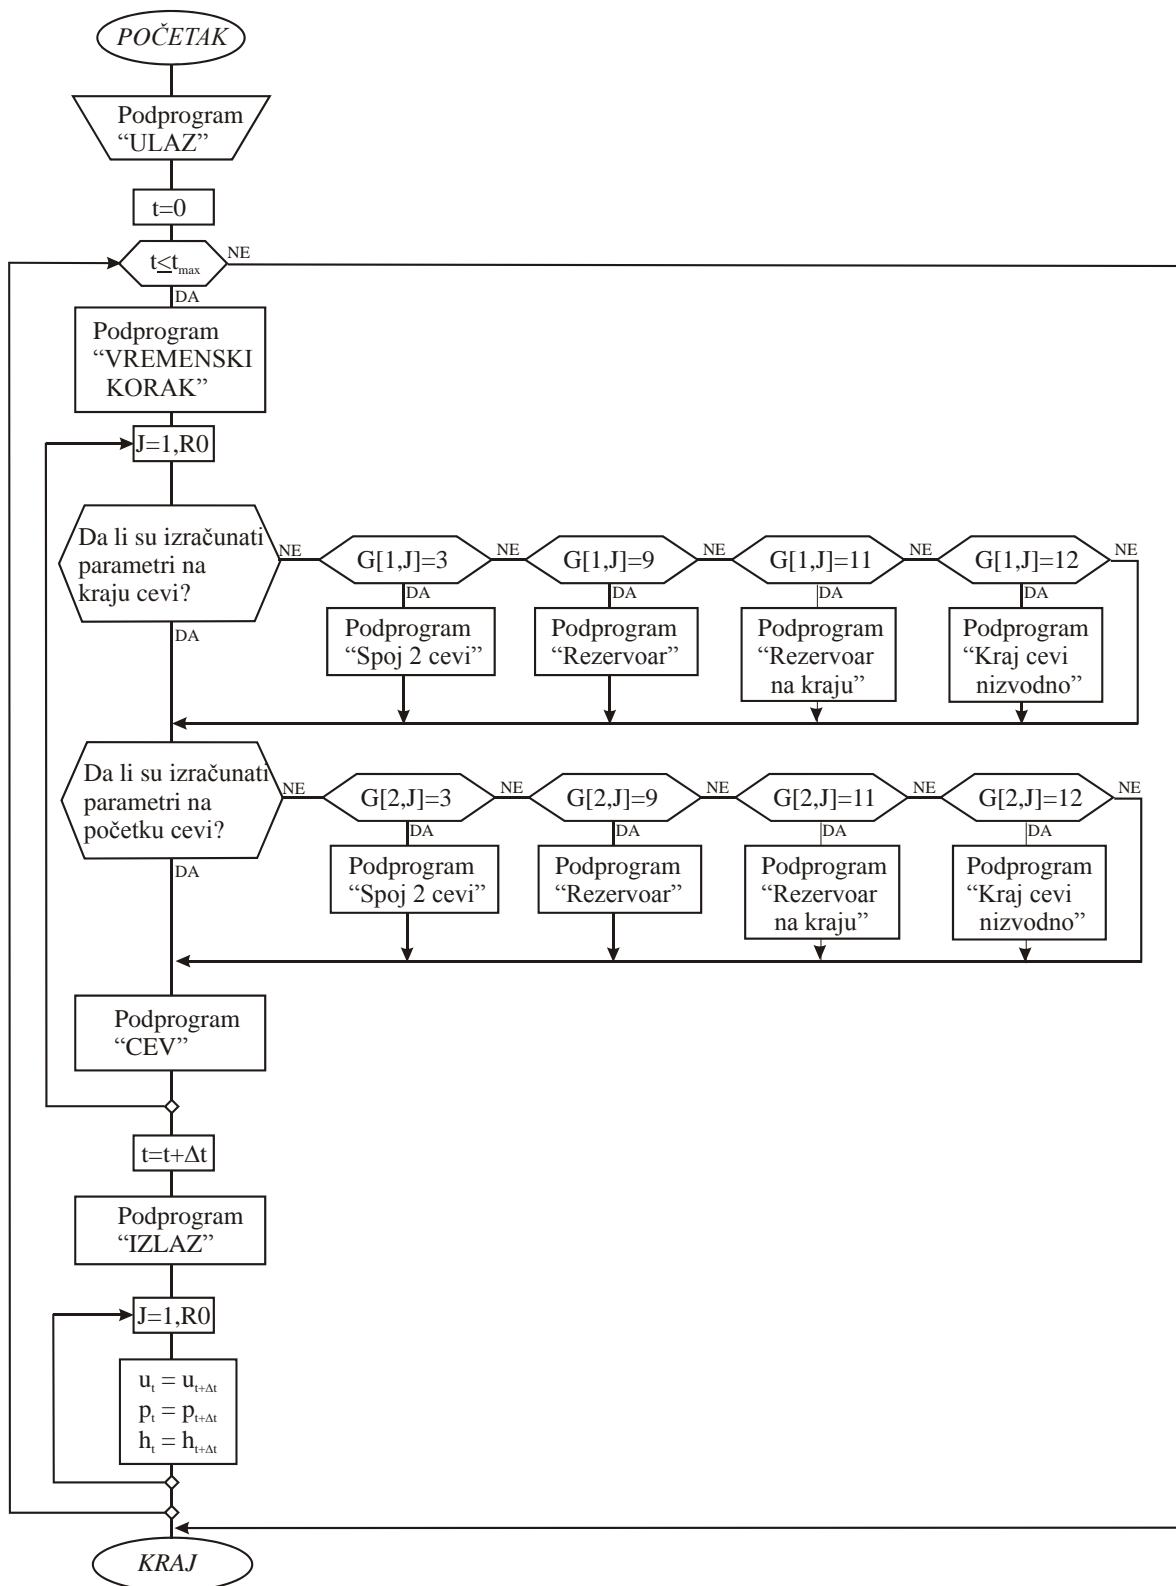 POČETAK
Podprogram
“ULAZ”
t=0
t≤tmax
NE
DA
Podprogram
“VREMENSKI
KORAK”
J=1,R0
Da li su izračunati
parametri na
kraju cevi?
NE
G[1,J]=3
NE
G[1,J]=9
NE
G[1,J]=11
NE
G[1,J]=12
NE
DA
DA
DA
DA
DA
Podprogram
“Spoj 2 cevi”
Podprogram
“Rezervoar”
Podprogram
“Rezervoar
na kraju”
Podprogram
“Kraj cevi
nizvodno”
Da li su izračunati
parametri na
početku cevi?
NE
G[2,J]=3
NE
G[2,J]=9
NE
G[2,J]=11
NE
G[2,J]=12
NE
DA
DA
DA
DA
DA
Podprogram
“Spoj 2 cevi”
Podprogram
“Rezervoar”
Podprogram
“Rezervoar
na kraju”
Podprogram
“Kraj cevi
nizvodno”
Podprogram
“CEV”
t=t+Δt
Podprogram
“IZLAZ”
J=1,R0
ut = ut+Δt
pt = pt+Δt
ht = ht+Δt
KRAJ